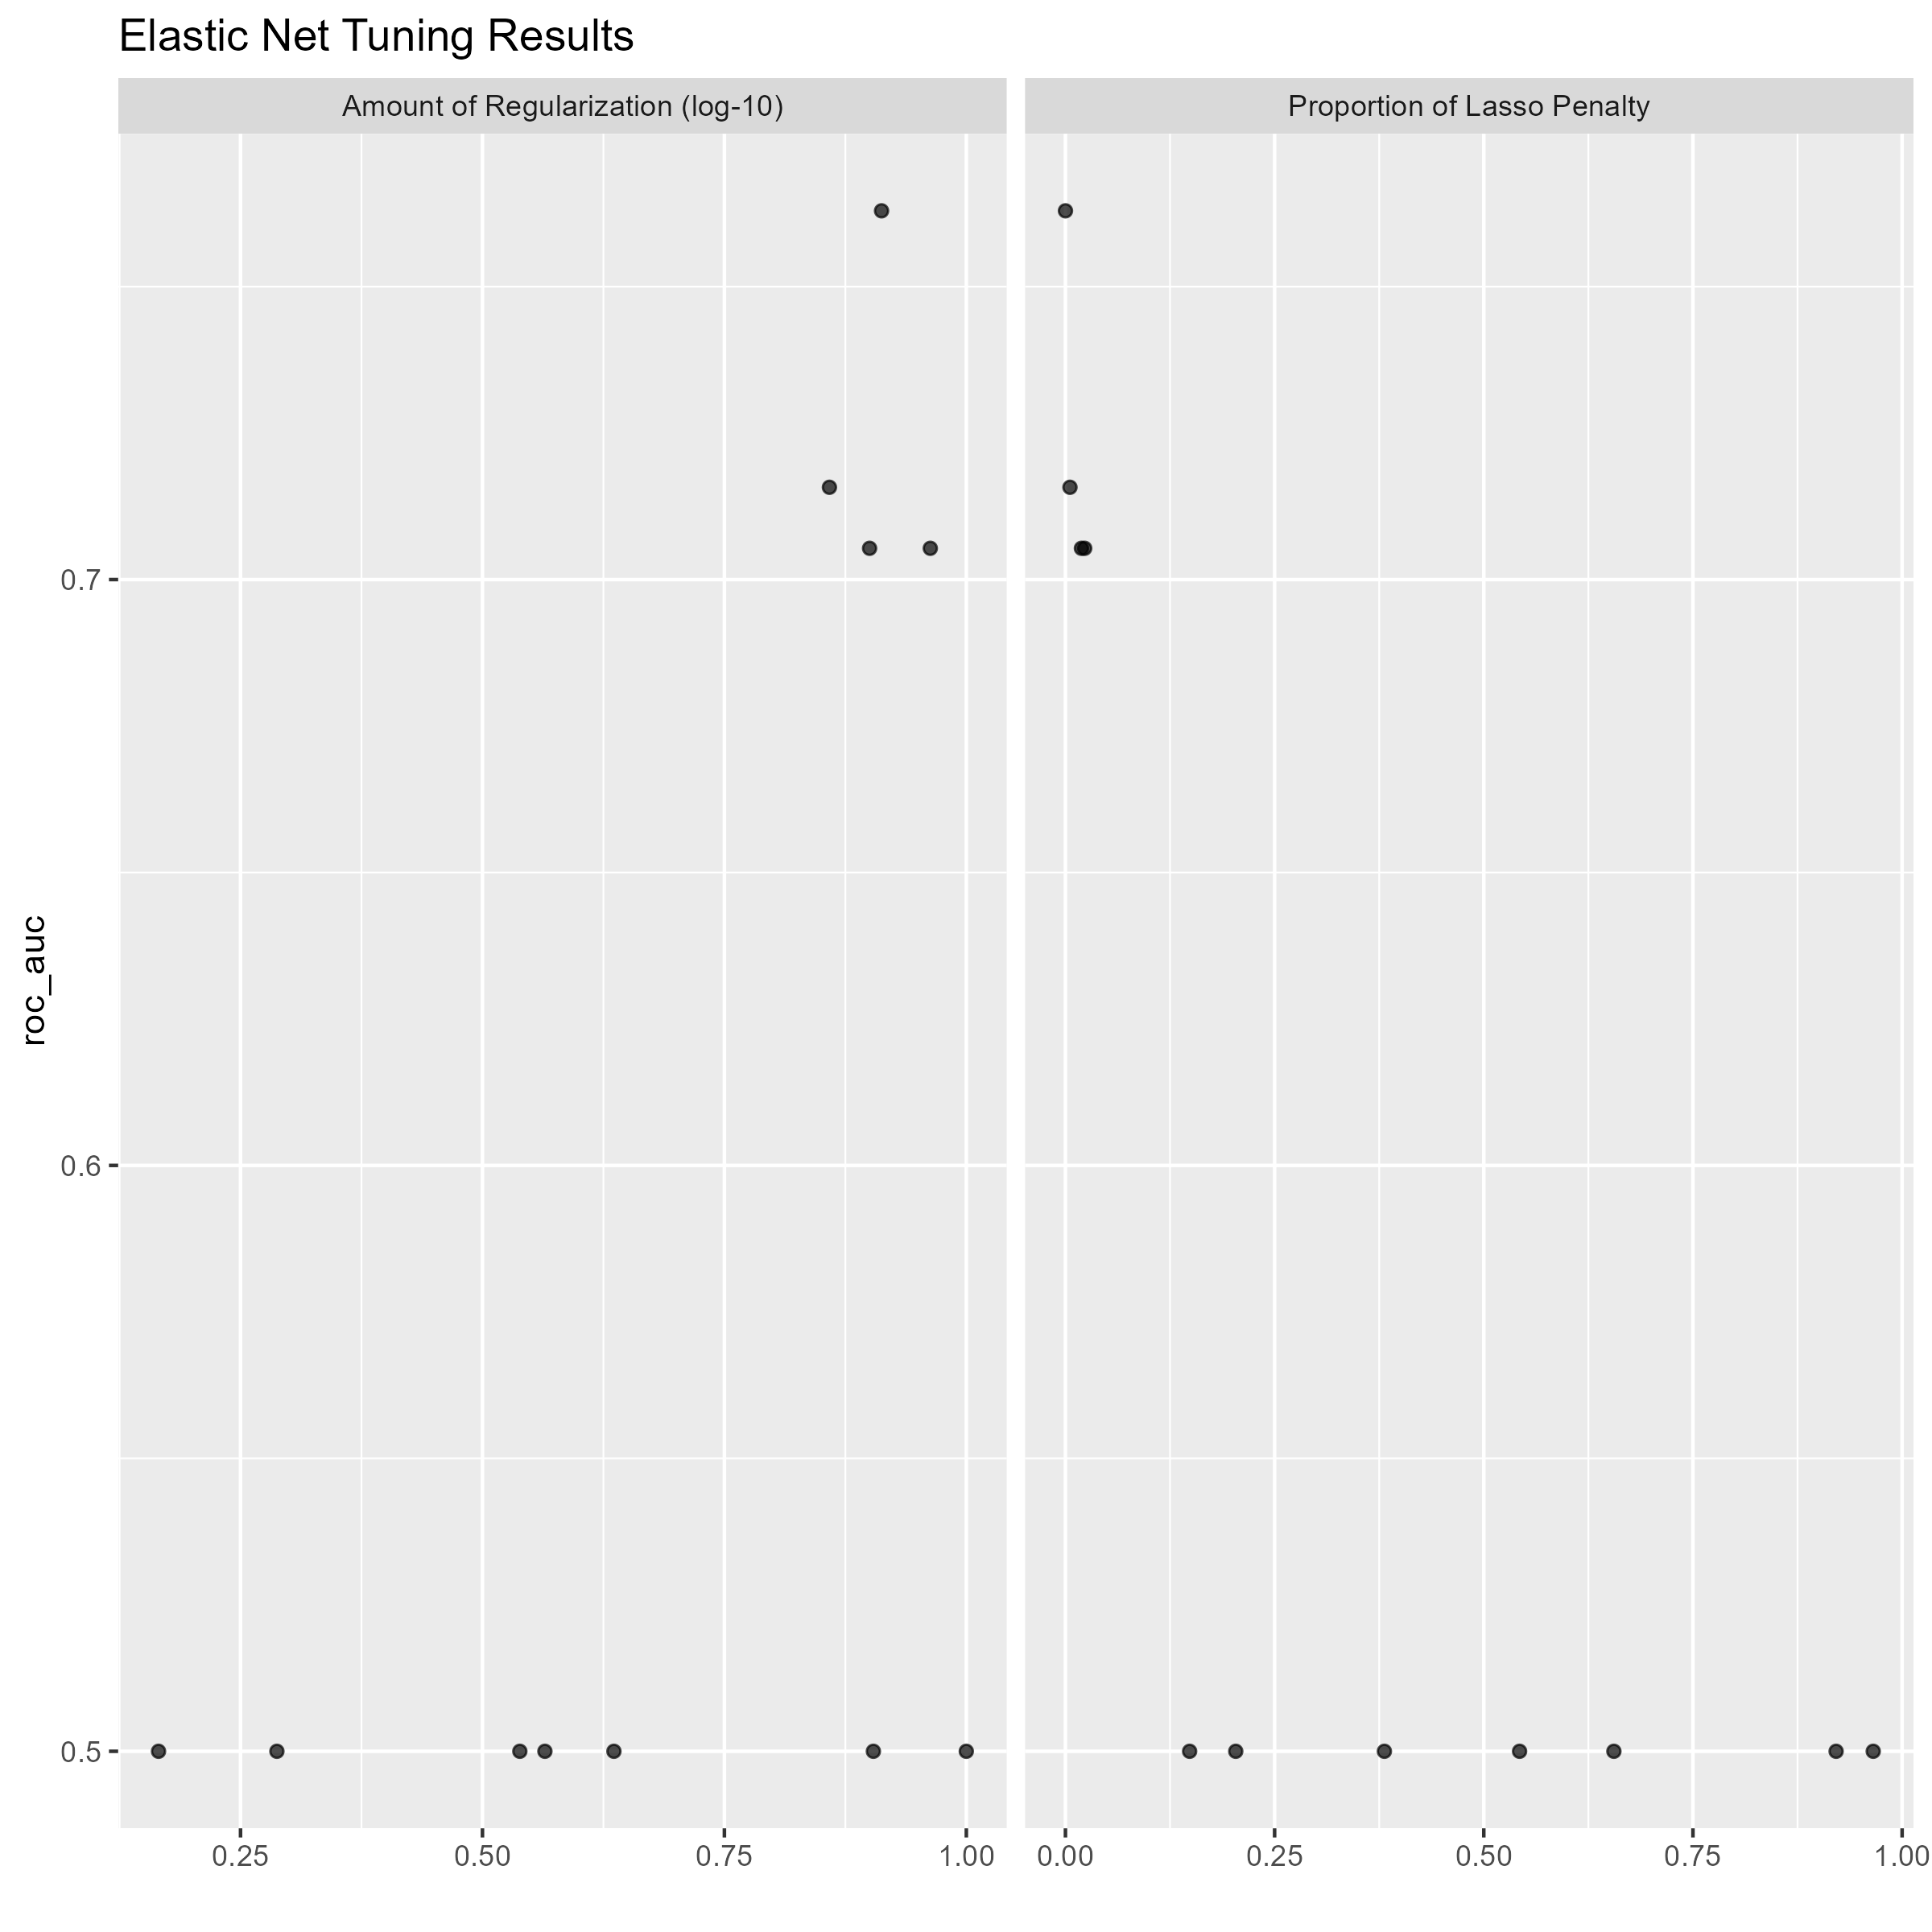 Elastic Net Tuning Results
Amount of Regularization (log-10)
Proportion of Lasso Penalty
roc_auc
0.7
0.6
0.5
0.25 0.50 0.75 1.00
0.00 0.25 0.50 0.75 1.00